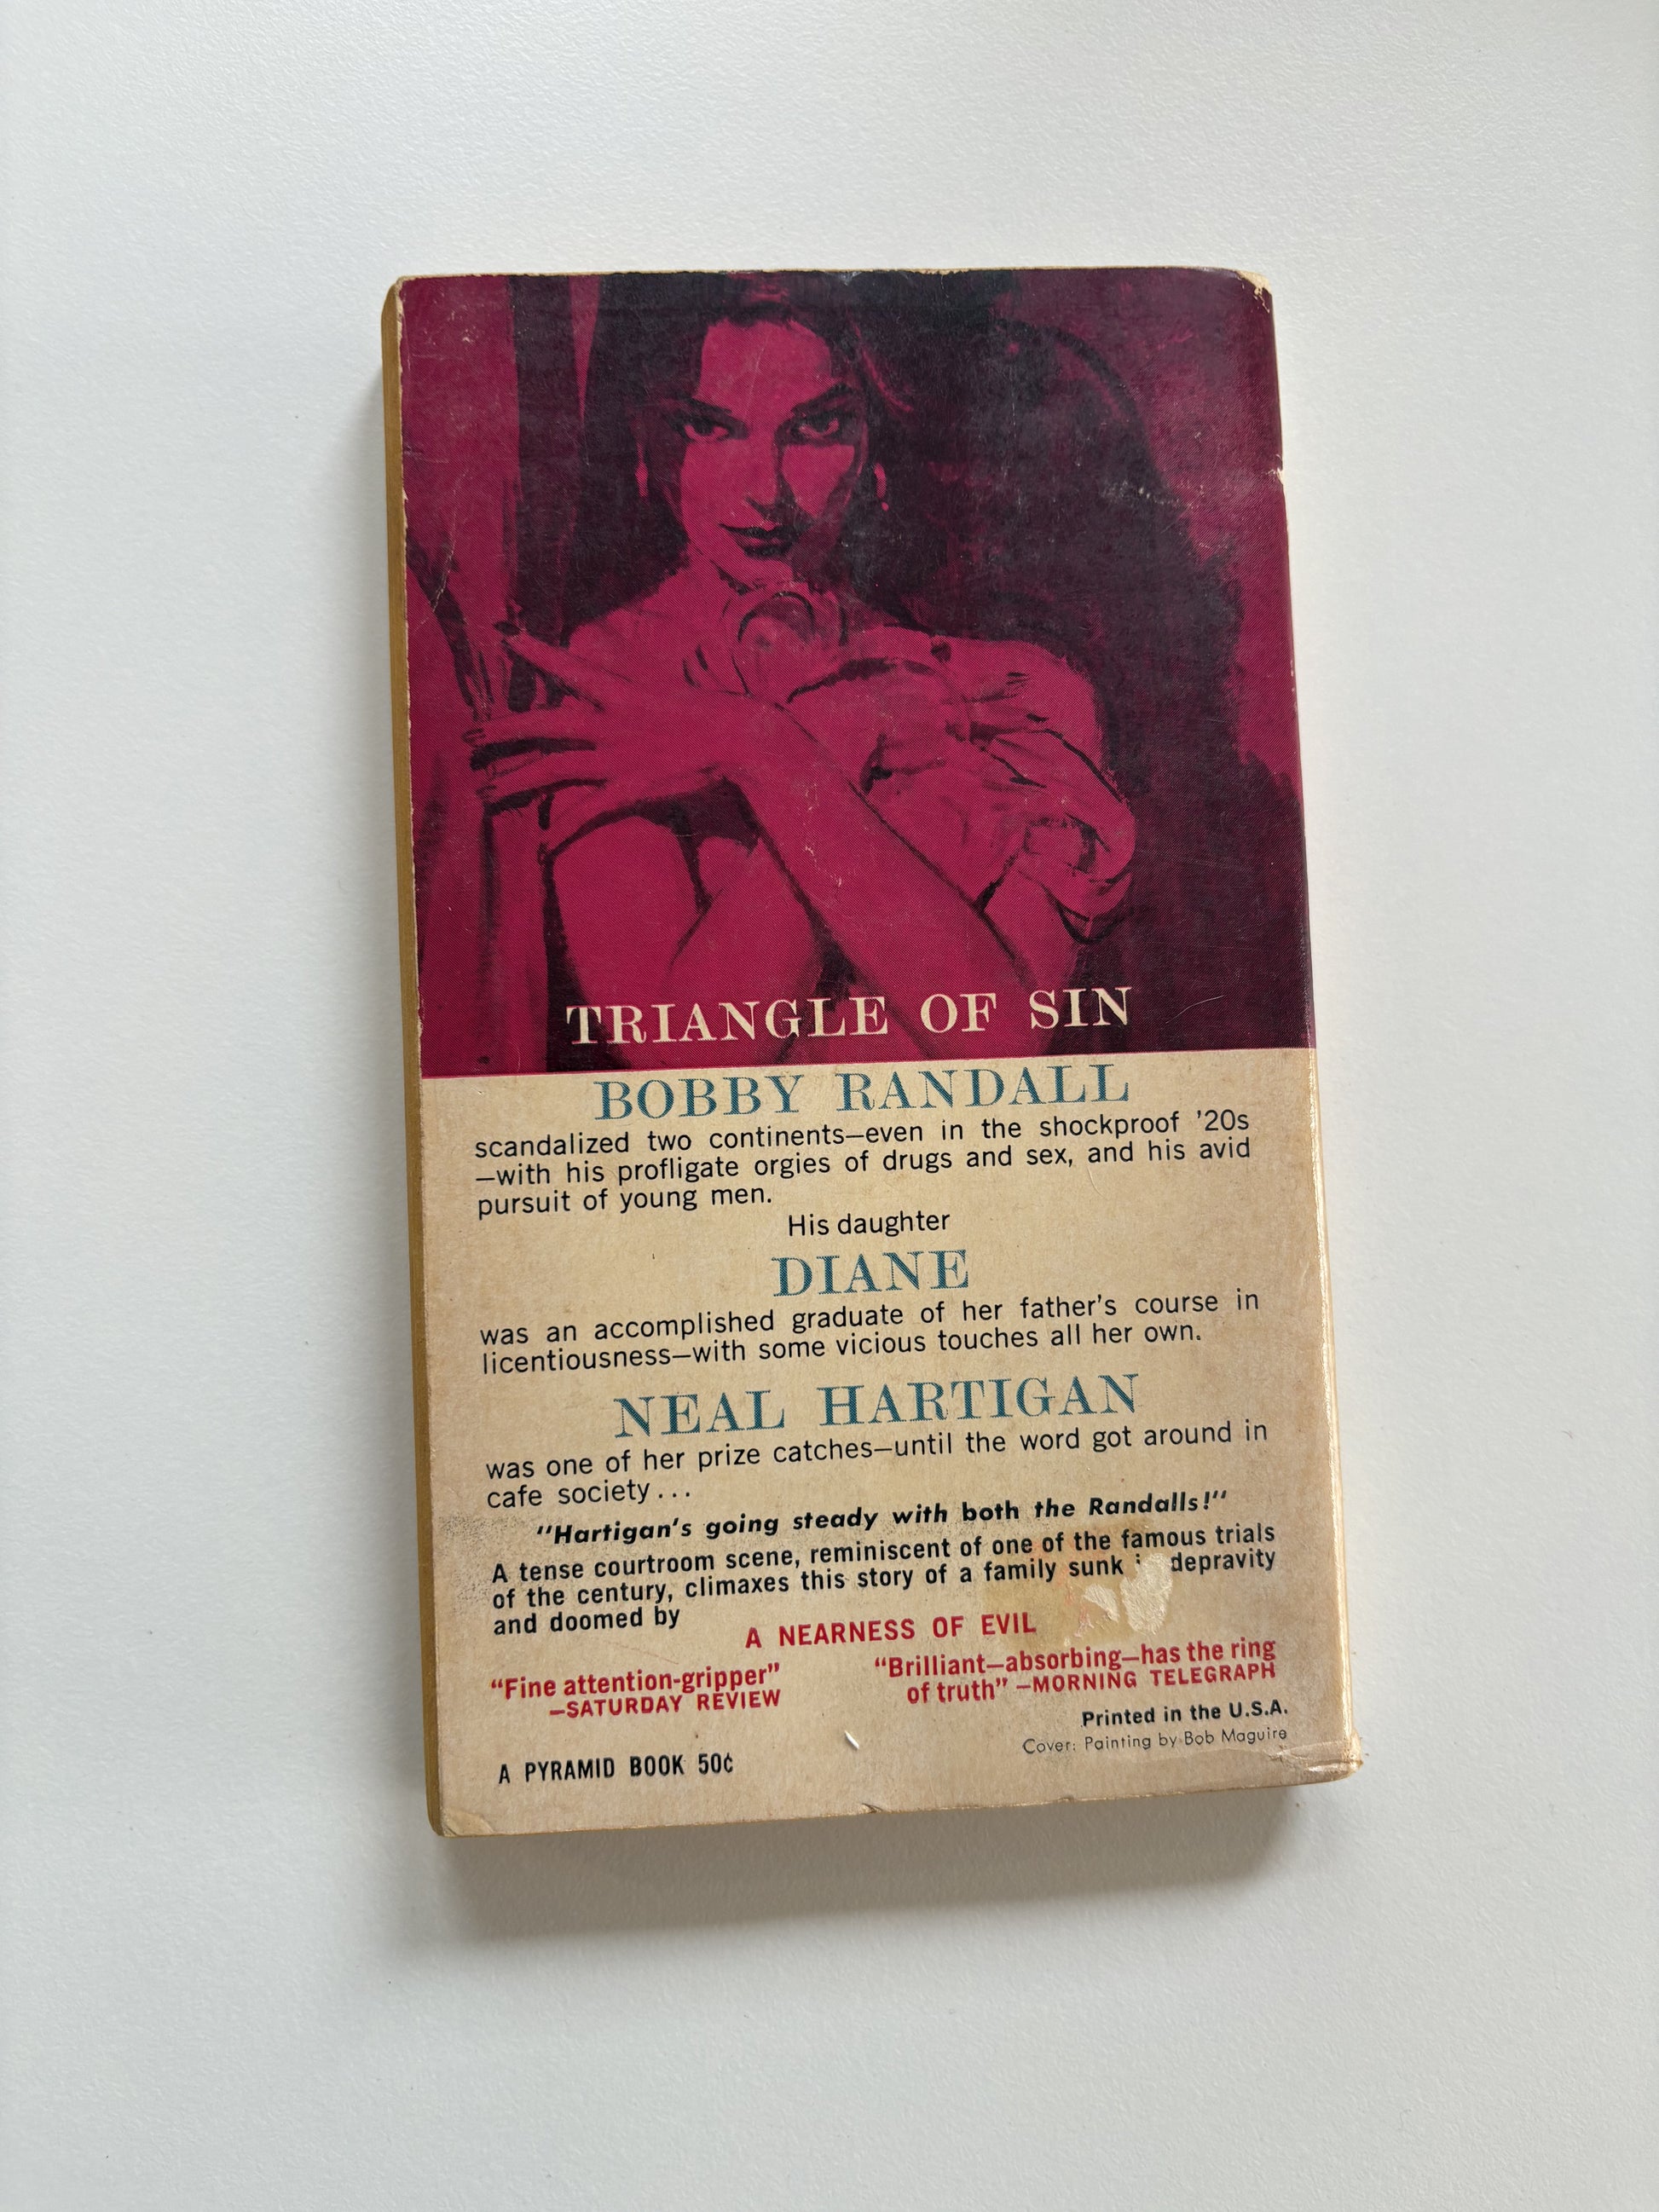 TRIANGLE OF SIN
BOBBY RANDALL
scandalized two continents—even in the shockproof '20s
—with his profligate orgies of drugs and sex, and his avid
pursuit of young men.
His daughter
DIANE
was an accomplished graduate of her father's course in
licentiousness—with some vicious touches all her own.
NEAL HARTIGAN
was one of her prize catches—until the word got around in
cafe society...
"Hartigan's going steady with both the Randalls!"
A tense courtroom scene, reminiscent of one of the famous trials
of the century, climaxes this story of a family sunk depravity
and doomed by
A NEARNESS OF EVIL
"Fine attention-gripper"
—SATURDAY REVIEW
"Brilliant—absorbing—has the ring
of truth" —MORNING TELEGRAPH
Printed in the U.S.A.
Cover: Painting by Bob Maguire
A PYRAMID BOOK 50¢